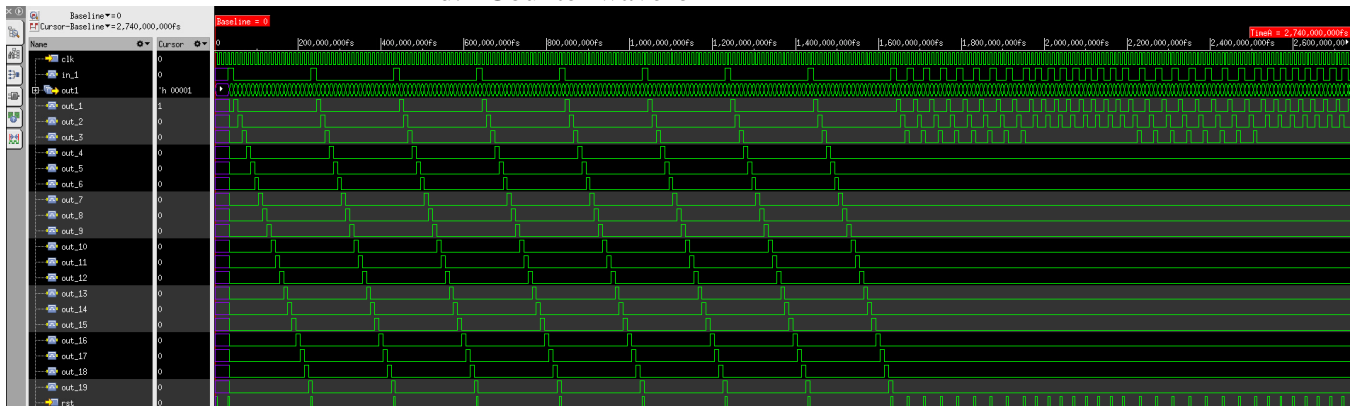 Baseline▼=0
Cursor-Baseline▼=2,740,000,000fs
Baseline = 0
TimeA = 2,740,000,000fs
Name Cursor 0 200,000,000fs 400,000,000fs 600,000,000fs 800,000,000fs 1,000,000,000fs 1,200,000,000fs 1,400,000,000fs 1,600,000,000fs 1,800,000,000fs 2,000,000,000fs 2,200,000,000fs 2,400,000,000fs 2,600,000,00
clk 0
in_1 0
out1 'h 00001
out_1 1
out_2 0
out_3 0
out_4 0
out_5 0
out_6 0
out_7 0
out_8 0
out_9 0
out_10 0
out_11 0
out_12 0
out_13 0
out_14 0
out_15 0
out_16 0
out_17 0
out_18 0
out_19 0
rst 0